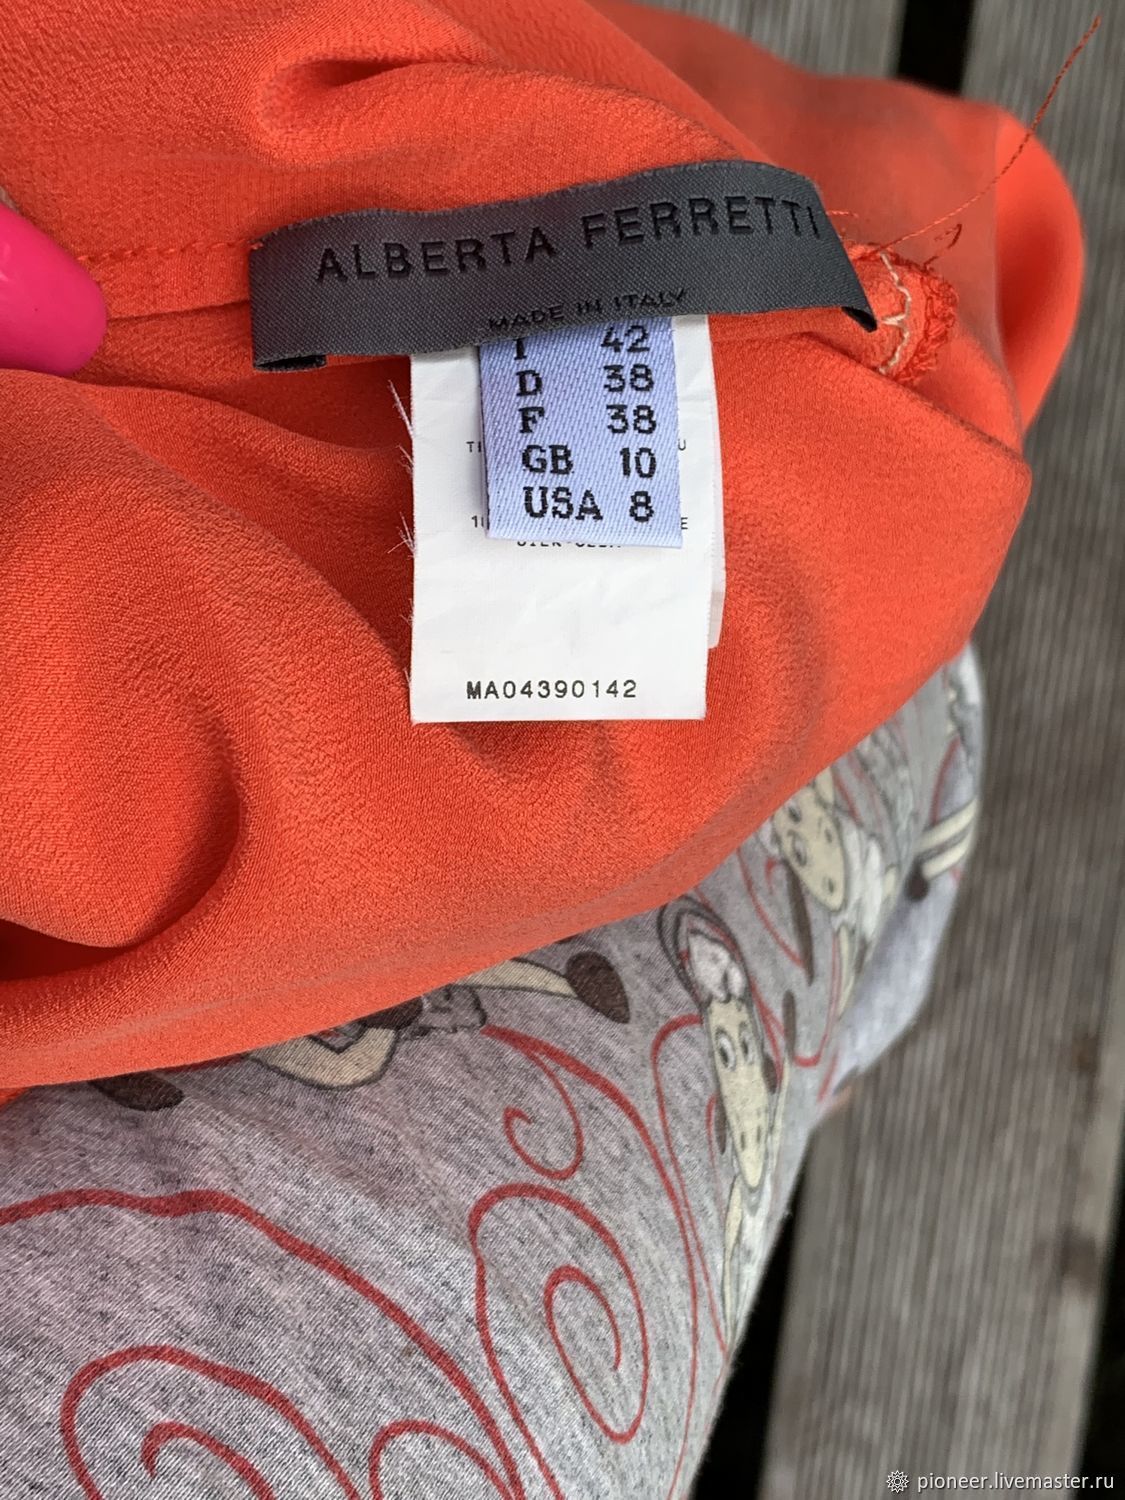 ALBERTA FERRETTI
MADE IN ITALY
I 42
D 38
F 38
GB 10
USA 8
MA04390142
pioneer.livemaster.ru